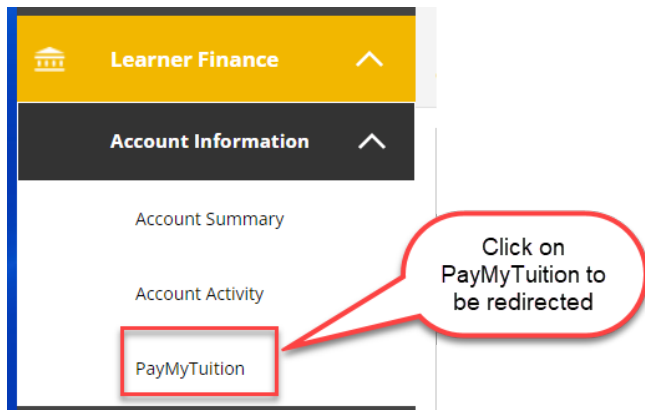 Learner Finance
Account Information
Account Summary
Account Activity
PayMyTuition
Click on
PayMyTuition to
be redirected